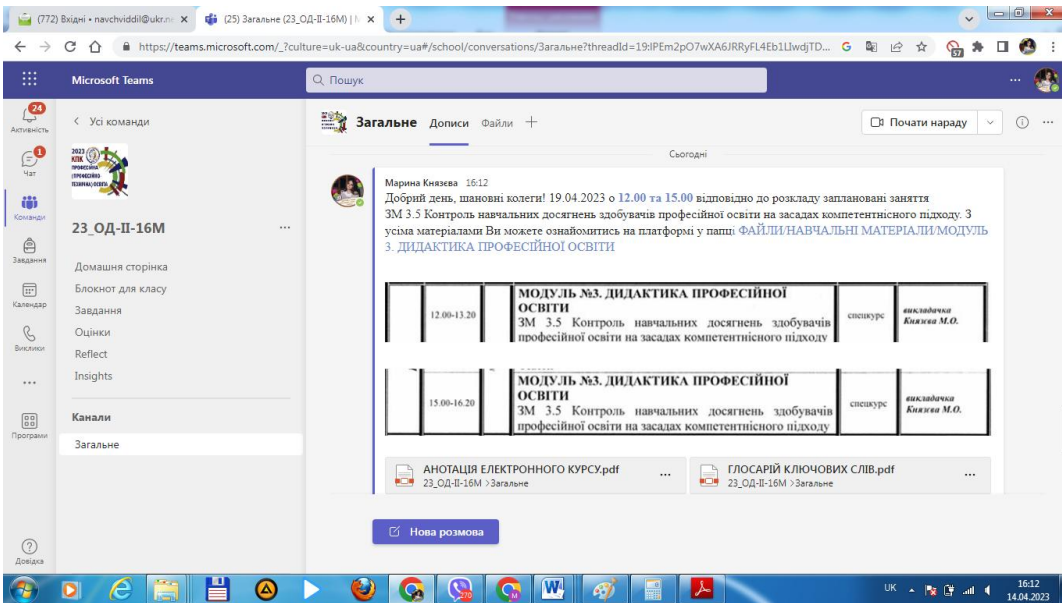 (772) Вхідні • navchviddil@ukr.ne
(25) Загальне (23_ОД-ІІ-16М) | M
https://teams.microsoft.com/_?culture=uk-ua&country=ua#/school/conversations/Загальне?threadId=19:IPEm2pO7wXA6JRRyFL4Eb1LIwdjTD...
57
Microsoft Teams
Пошук
24
Активність
1
Чат
Команди
Завдання
Календар
Виклики
Програми
Довідка
Усі команди
2023
КПК
23_ОД-ІІ-16М
Домашня сторінка
Блокнот для класу
Завдання
Оцінки
Reflect
Insights
Канали
Загальне
Загальне Дописи Файли
Почати нараду
Сьогодні
Марина Князєва 16:12
Добрий день, шановні колеги! 19.04.2023 о 12.00 та 15.00 відповідно до розкладу заплановані заняття
ЗМ 3.5 Контроль навчальних досягнень здобувачів професійної освіти на засадах компетентнісного підходу. З
усіма матеріалами Ви можете ознайомитись на платформі у папці ФАЙЛИ/НАВЧАЛЬНІ МАТЕРІАЛИ/МОДУЛЬ
3. ДИДАКТИКА ПРОФЕСІЙНОЇ ОСВІТИ
12.00-13.20
МОДУЛЬ №3. ДИДАКТИКА ПРОФЕСІЙНОЇ
ОСВІТИ
ЗМ 3.5 Контроль навчальних досягнень здобувачів
професійної освіти на засадах компетентнісного підходу
спецкурс
викладачка
Князєва М.О.
15.00-16.20
МОДУЛЬ №3. ДИДАКТИКА ПРОФЕСІЙНОЇ
ОСВІТИ
ЗМ 3.5 Контроль навчальних досягнень здобувачів
професійної освіти на засадах компетентнісного підходу
спецкурс
викладачка
Князєва М.О.
АНОТАЦІЯ ЕЛЕКТРОННОГО КУРСУ.pdf
23_ОД-ІІ-16М >Загальне
ГЛОСАРІЙ КЛЮЧОВИХ СЛІВ.pdf
23_ОД-ІІ-16М >Загальне
Нова розмова
270
UK
16:12
14.04.2023